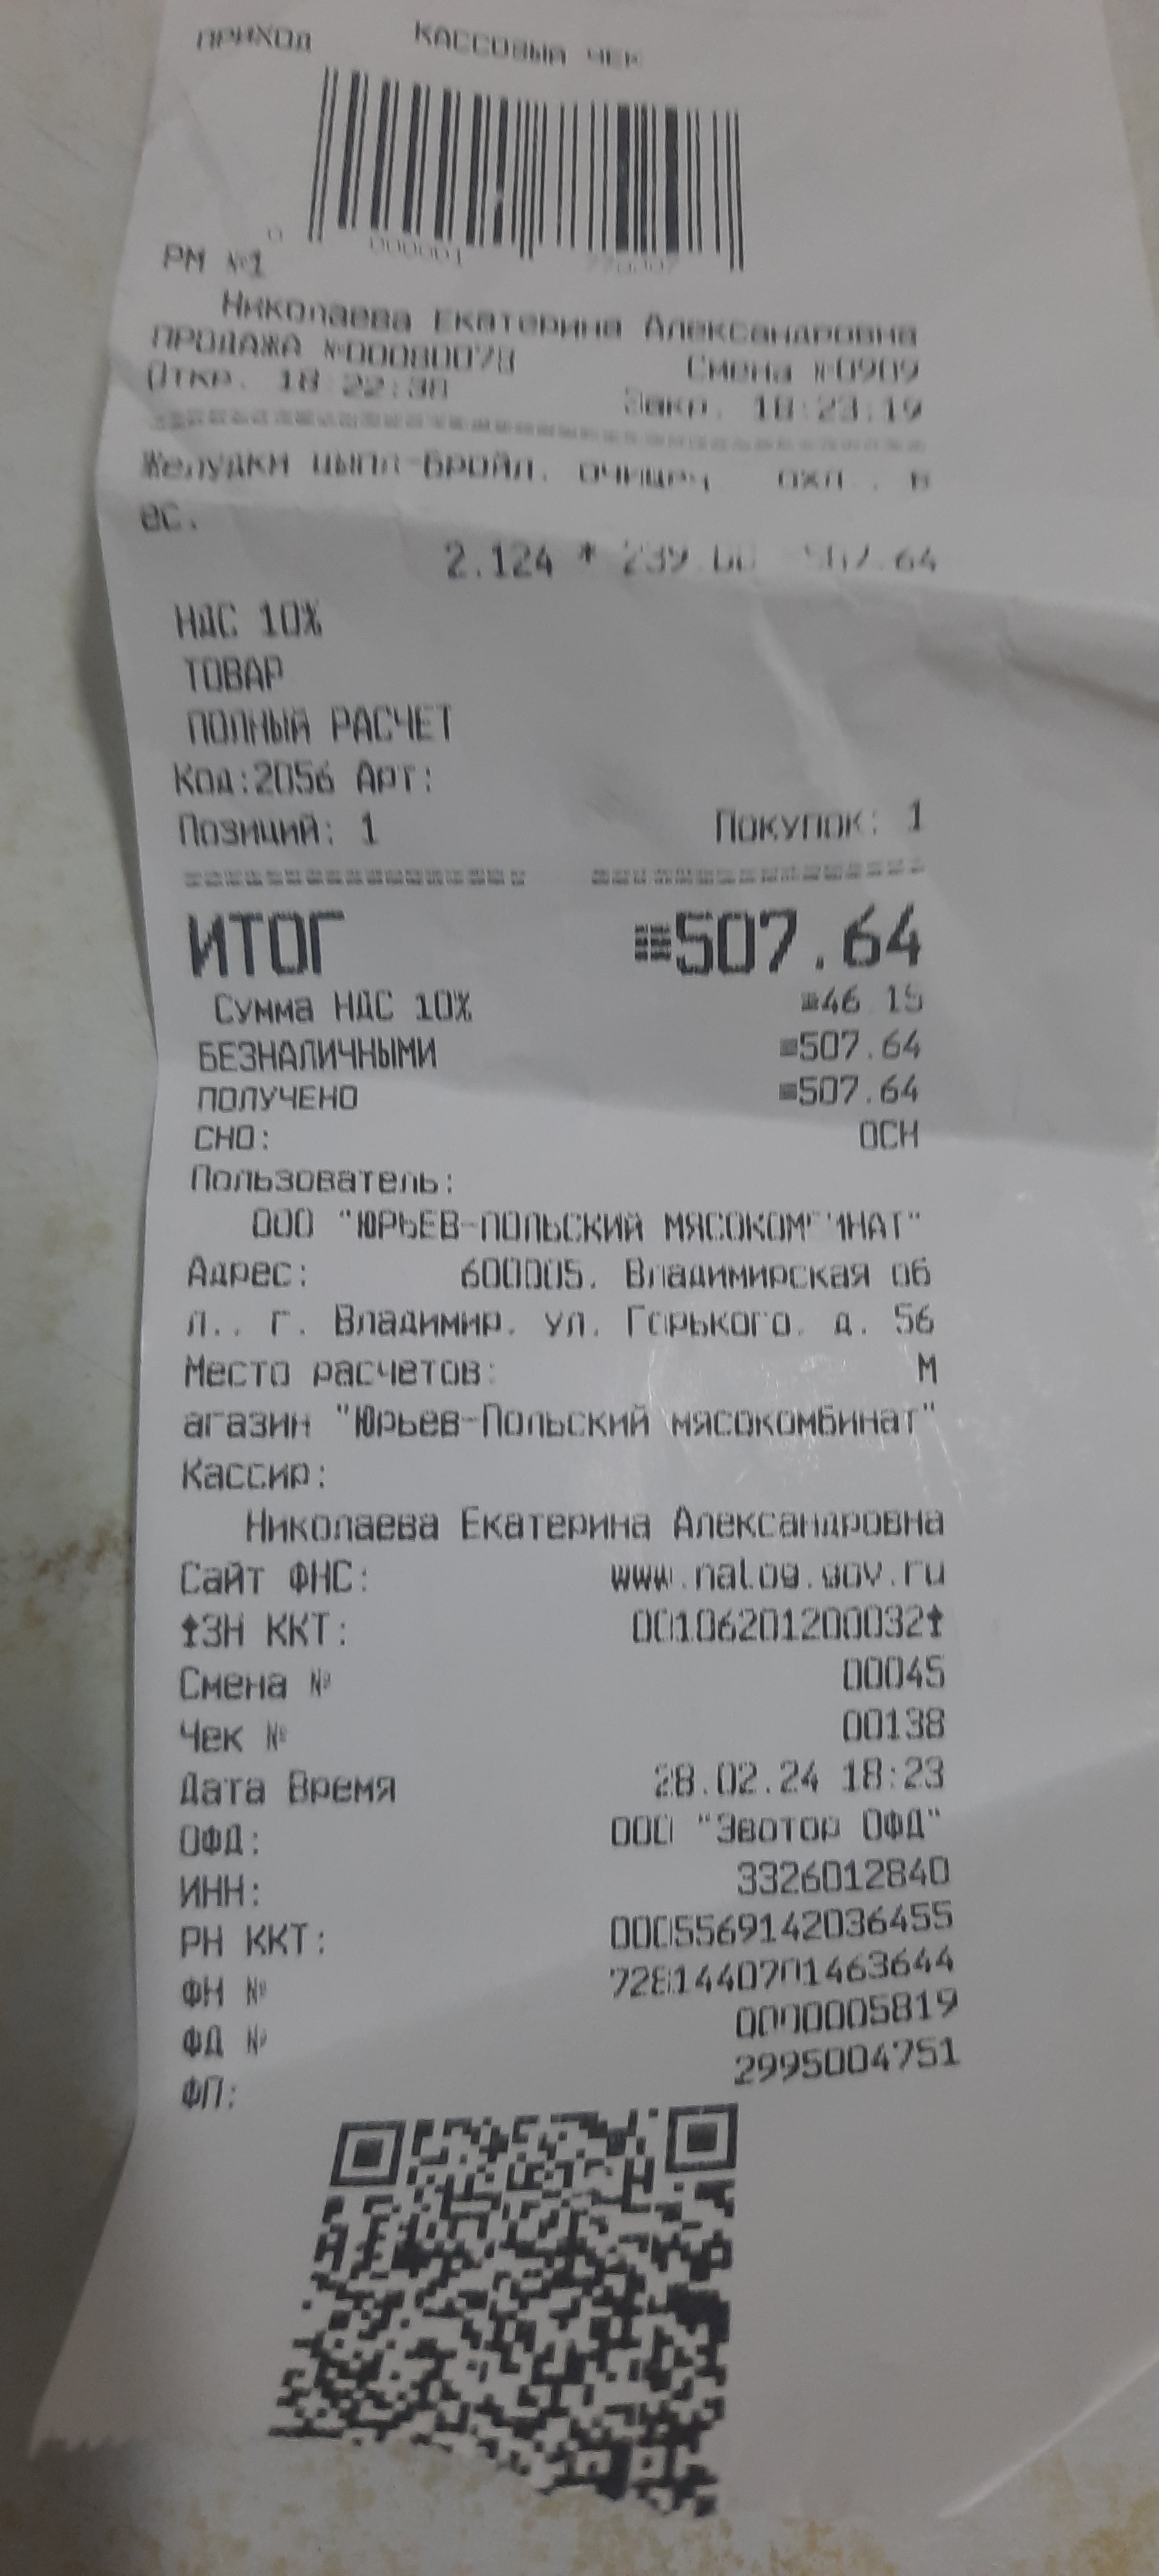 ПРИХОД КАССОВЫЙ ЧЕК
0 000001 770007
РМ №1
Николаева Екатерина Александровна
ПРОДАЖА №00080078 Смена №0909
Откр. 18:22:38 Закр. 18:23:19
Желудки цыпл-бройл. очищен охл., в
ес.
2.124 * 239.00 =507.64
НДС 10%
ТОВАР
ПОЛНЫЙ РАСЧЕТ
Код:2056 Арт:
Позиций: 1 Покупок: 1
ИТОГ ≡507.64
Сумма НДС 10% ≡46.15
БЕЗНАЛИЧНЫМИ ≡507.64
ПОЛУЧЕНО ≡507.64
СНО: ОСН
Пользователь:
ООО "ЮРЬЕВ-ПОЛЬСКИЙ МЯСОКОМБИНАТ"
Адрес: 600005, Владимирская об
л., г. Владимир, ул. Горького, д. 56
Место расчетов: М
агазин "Юрьев-Польский мясокомбинат"
Кассир:
Николаева Екатерина Александровна
Сайт ФНС: www.nalog.gov.ru
ЗН ККТ: 00106201200032
Смена № 00045
Чек № 00138
Дата Время 28.02.24 18:23
ОФД: ООО "Эвотор ОФД"
ИНН: 3326012840
РН ККТ: 0005569142036455
ФН № 7281440701463644
ФД № 0000005819
ФП: 2995004751